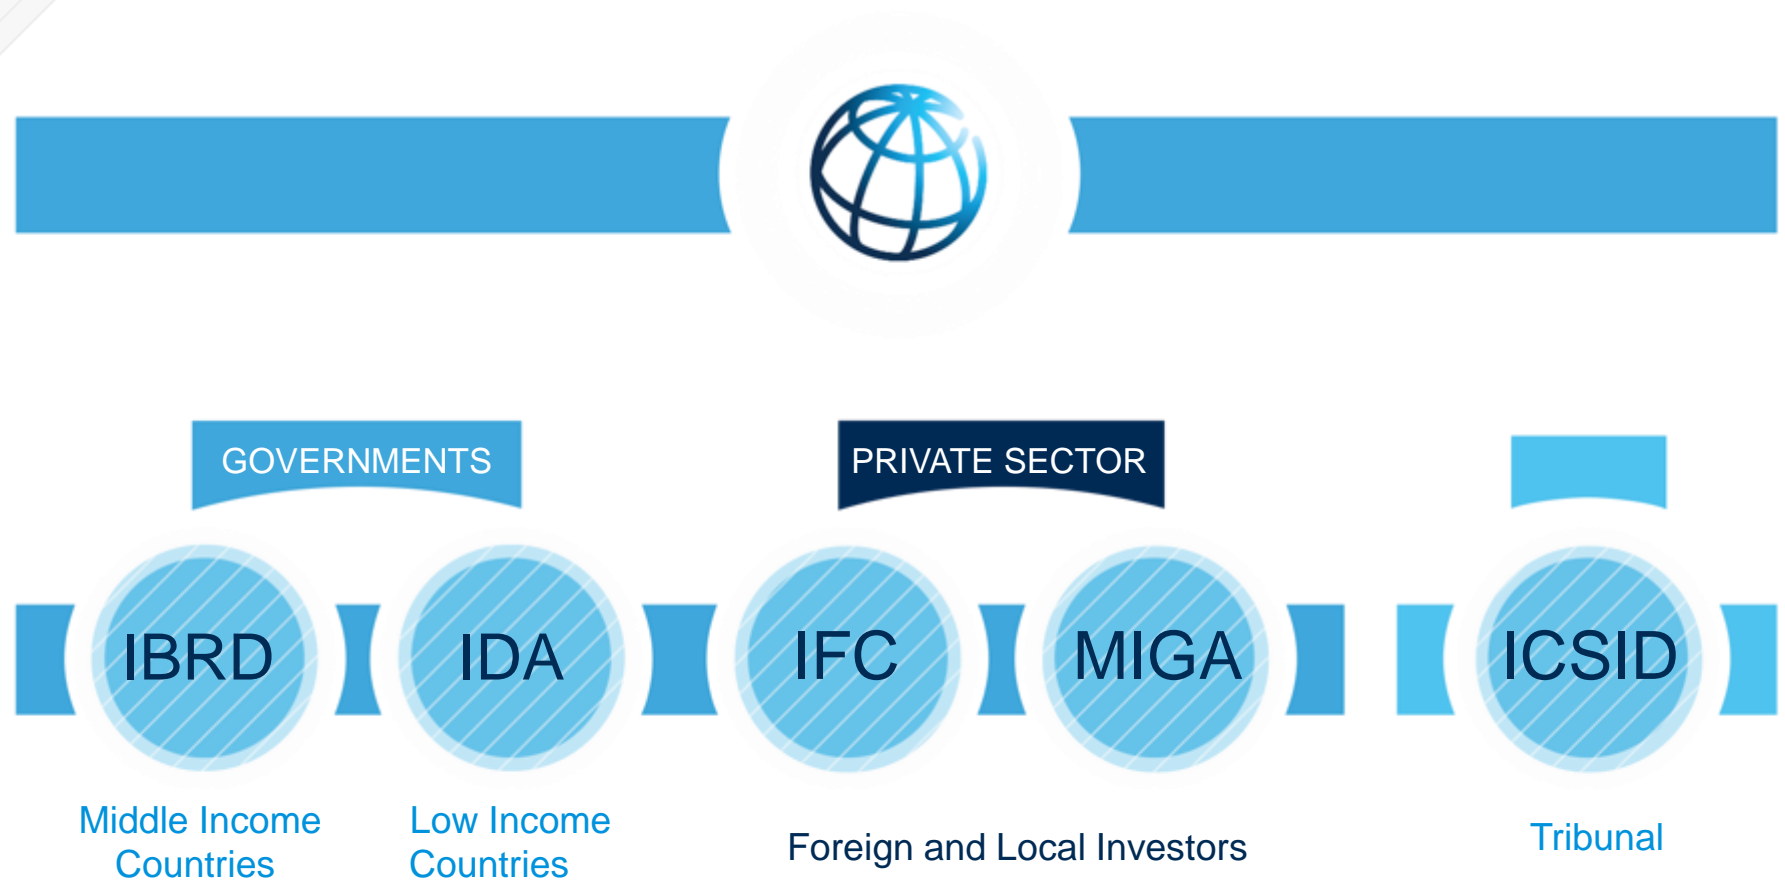 GOVERNMENTS
PRIVATE SECTOR
IBRD
IDA
IFC
MIGA
ICSID
Middle Income
Countries
Low Income
Countries
Foreign and Local Investors
Tribunal